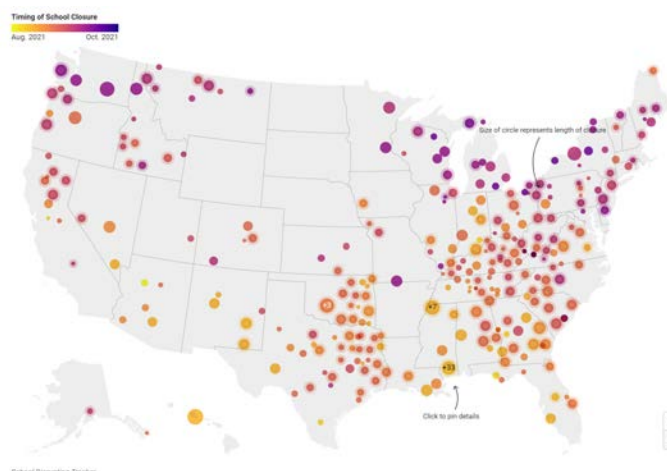 Timing of School Closure
Aug. 2021 Oct. 2021
Size of circle represents length of closure
+3
+7
+33
Click to pin details